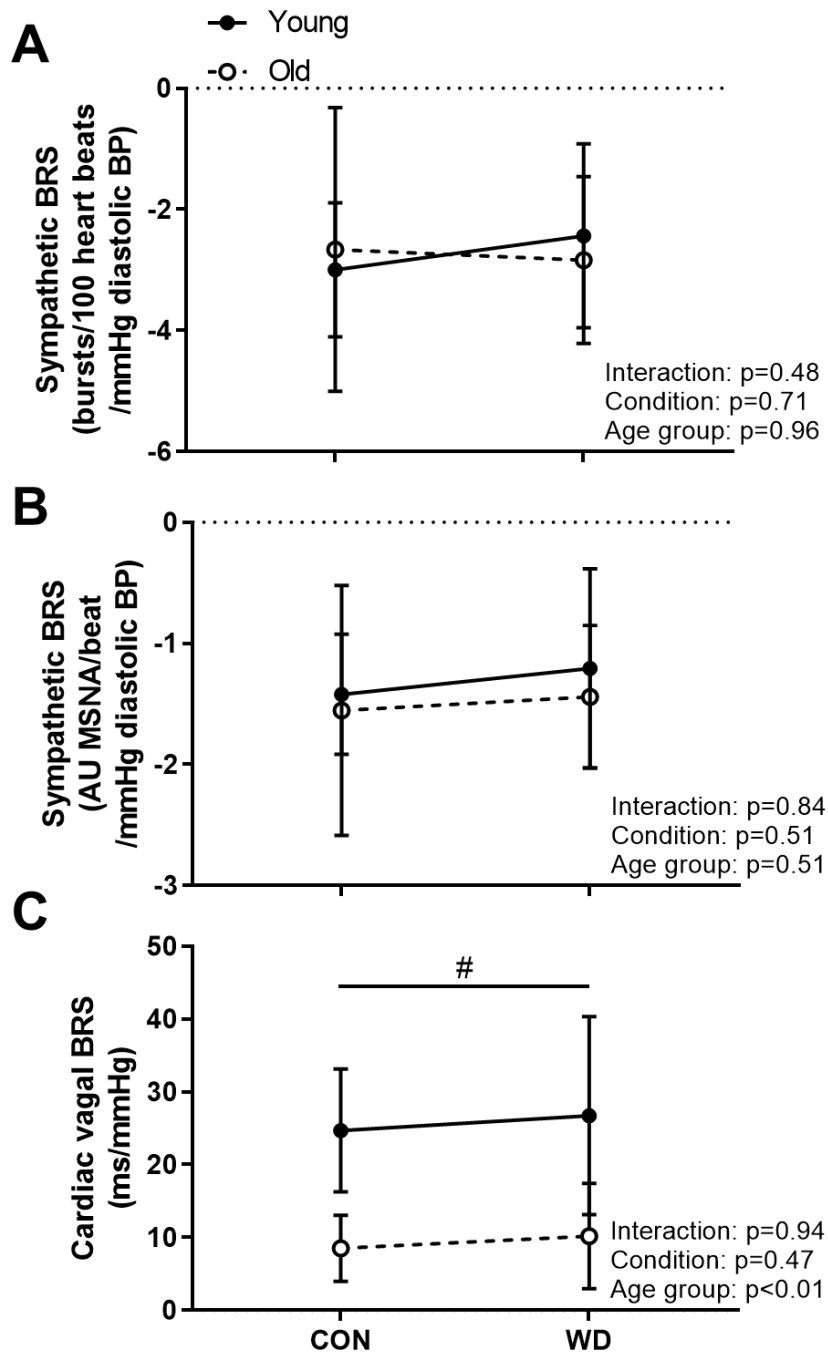 A
Young
Old
Sympathetic BRS
(bursts/100 heart beats
/mmHg diastolic BP)
0
-2
-4
-6
Interaction: p=0.48
Condition: p=0.71
Age group: p=0.96
B
Sympathetic BRS
(AU MSNA/beat
/mmHg diastolic BP)
0
-1
-2
-3
Interaction: p=0.84
Condition: p=0.51
Age group: p=0.51
C
Cardiac vagal BRS
(ms/mmHg)
50
40
30
20
10
0
#
Interaction: p=0.94
Condition: p=0.47
Age group: p<0.01
CON
WD